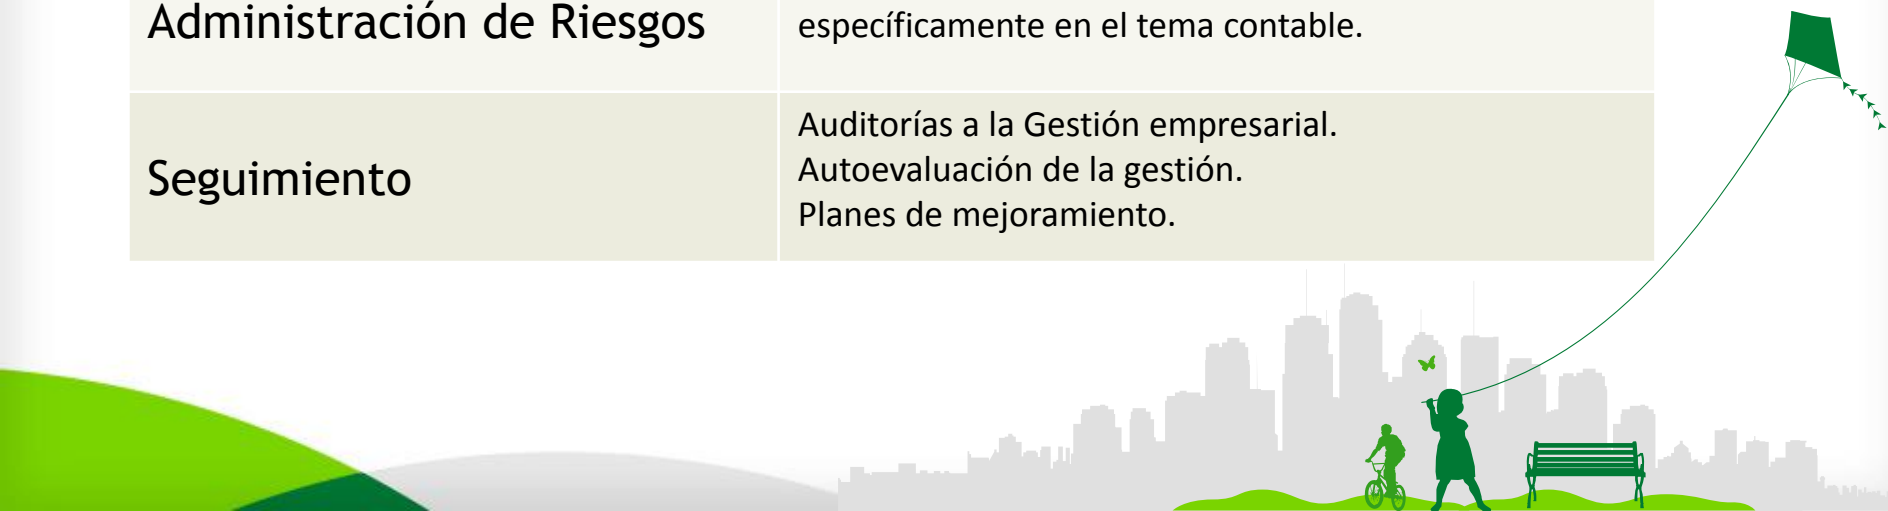 Administración de Riesgos
específicamente en el tema contable.
Seguimiento
Auditorías a la Gestión empresarial.
Autoevaluación de la gestión.
Planes de mejoramiento.